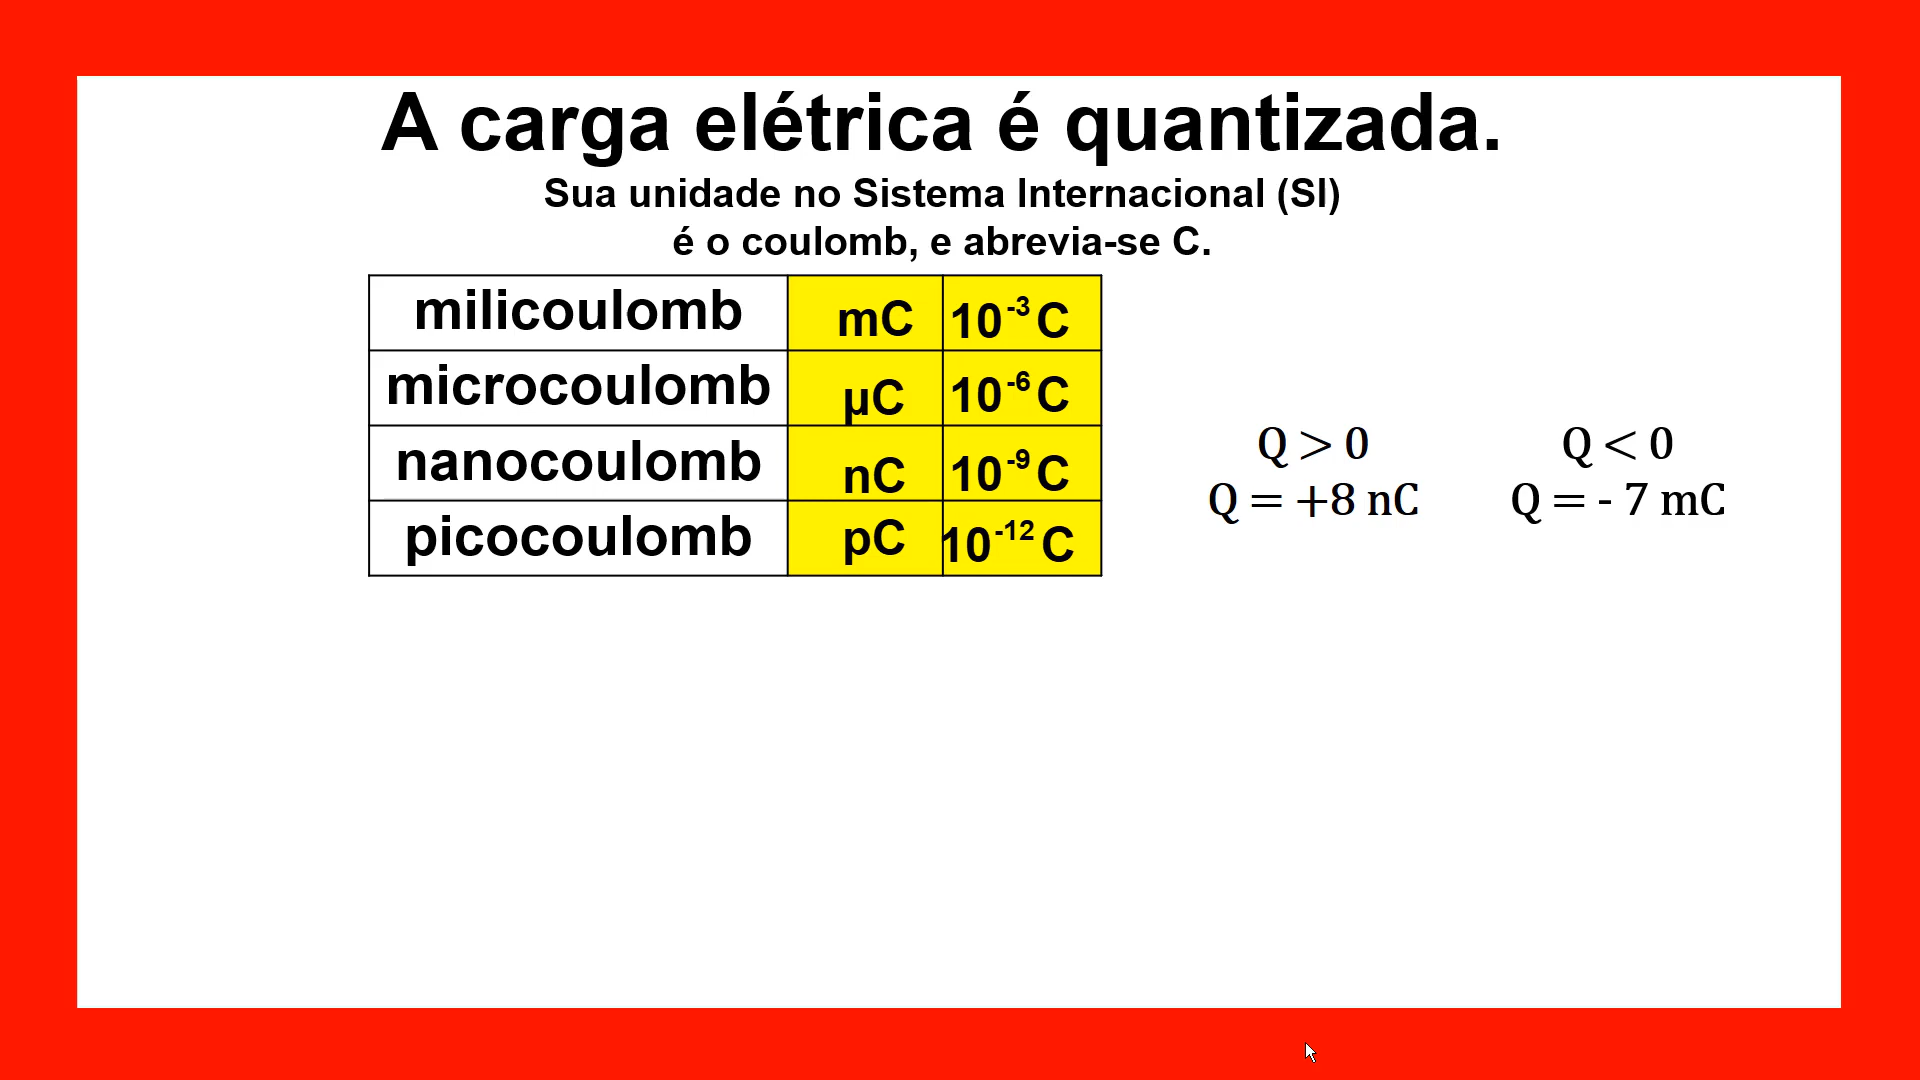 A carga elétrica é quantizada.
Sua unidade no Sistema Internacional (SI)
é o coulomb, e abrevia-se C.
milicoulomb mC 10⁻³ C
microcoulomb µC 10⁻⁶ C
nanocoulomb nC 10⁻⁹ C
picocoulomb pC 10⁻¹² C
Q > 0
Q = +8 nC
Q < 0
Q = - 7 mC